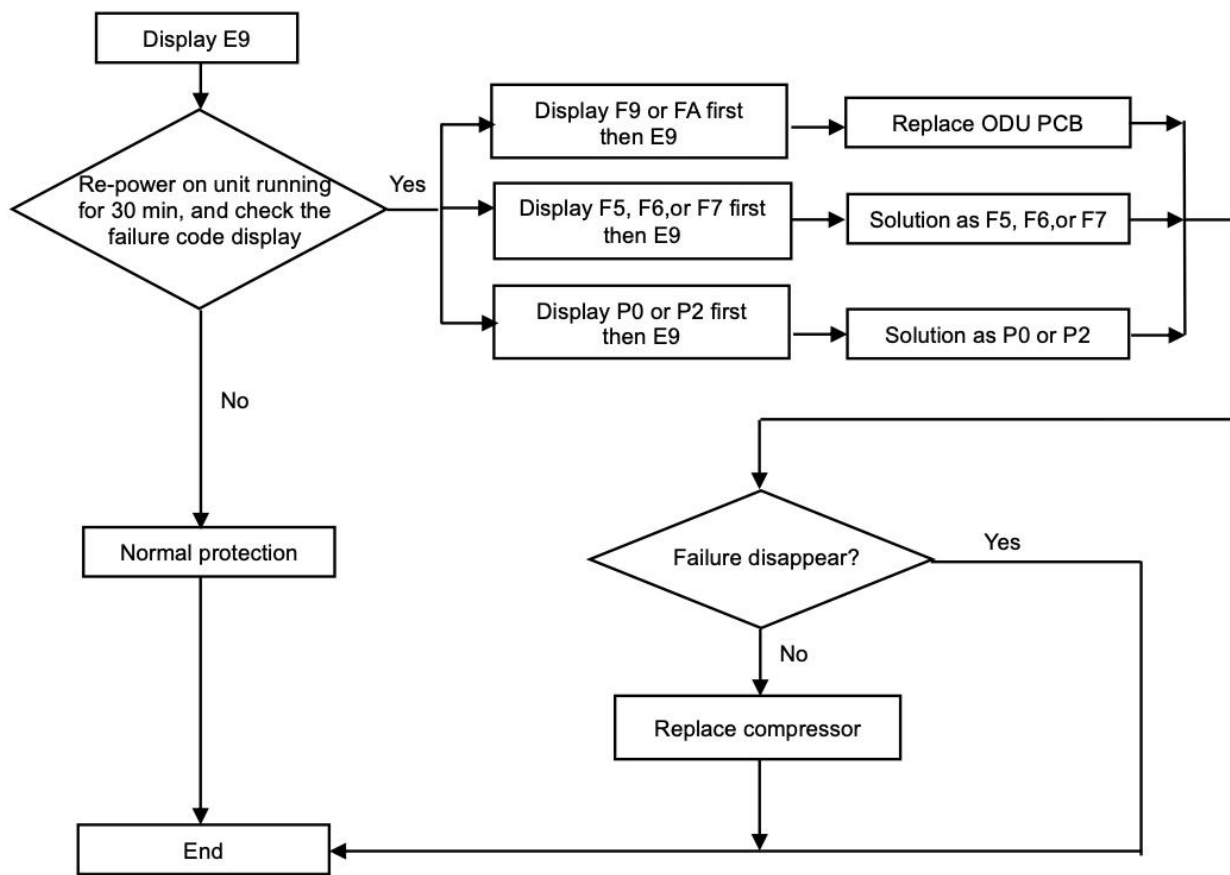 Display E9
Re-power on unit running
for 30 min, and check the
failure code display
Yes
Display F9 or FA first
then E9
Replace ODU PCB
Display F5, F6,or F7 first
then E9
Solution as F5, F6,or F7
Display P0 or P2 first
then E9
Solution as P0 or P2
No
Normal protection
Failure disappear?
Yes
No
Replace compressor
End